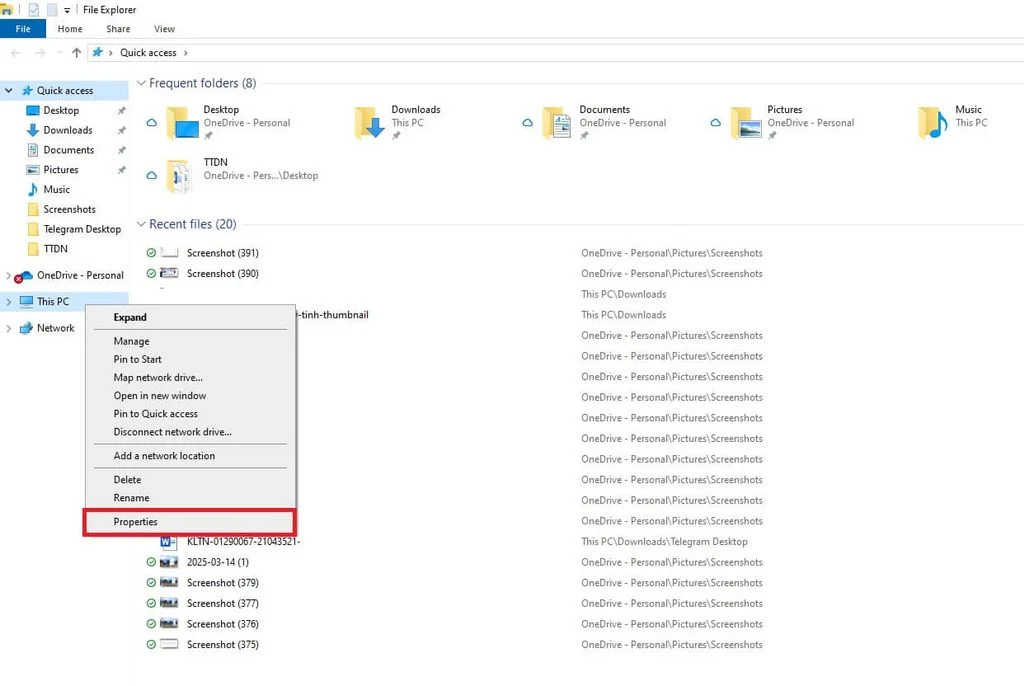 File Explorer
File Home Share View
Quick access
Quick access
Desktop
Downloads
Documents
Pictures
Music
Screenshots
Telegram Desktop
TTDN
OneDrive - Personal
This PC
Network
Frequent folders (8)
Desktop
OneDrive - Personal
Downloads
This PC
Documents
OneDrive - Personal
Pictures
OneDrive - Personal
Music
This PC
TTDN
OneDrive - Pers...\Desktop
Recent files (20)
Screenshot (391) OneDrive - Personal\Pictures\Screenshots
Screenshot (390) OneDrive - Personal\Pictures\Screenshots
This PC\Downloads
-tinh-thumbnail This PC\Downloads
OneDrive - Personal\Pictures\Screenshots
OneDrive - Personal\Pictures\Screenshots
OneDrive - Personal\Pictures\Screenshots
OneDrive - Personal\Pictures\Screenshots
OneDrive - Personal\Pictures\Screenshots
OneDrive - Personal\Pictures\Screenshots
OneDrive - Personal\Pictures\Screenshots
OneDrive - Personal\Pictures\Screenshots
OneDrive - Personal\Pictures\Screenshots
OneDrive - Personal\Pictures\Screenshots
KLTN-01290067-21043521- This PC\Downloads\Telegram Desktop
2025-03-14 (1) OneDrive - Personal\Pictures\Screenshots
Screenshot (379) OneDrive - Personal\Pictures\Screenshots
Screenshot (377) OneDrive - Personal\Pictures\Screenshots
Screenshot (376) OneDrive - Personal\Pictures\Screenshots
Screenshot (375) OneDrive - Personal\Pictures\Screenshots
Expand
Manage
Pin to Start
Map network drive...
Open in new window
Pin to Quick access
Disconnect network drive...
Add a network location
Delete
Rename
Properties